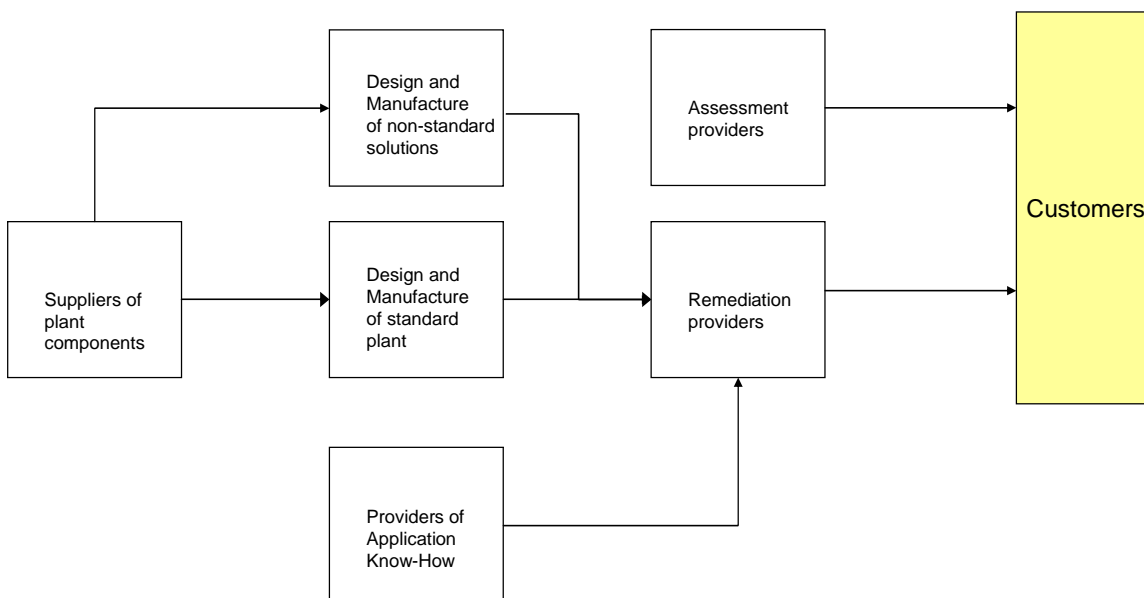 Design and
Manufacture
of non-standard
solutions
Assessment
providers
Customers
Suppliers of
plant
components
Design and
Manufacture
of standard
plant
Remediation
providers
Providers of
Application
Know-How